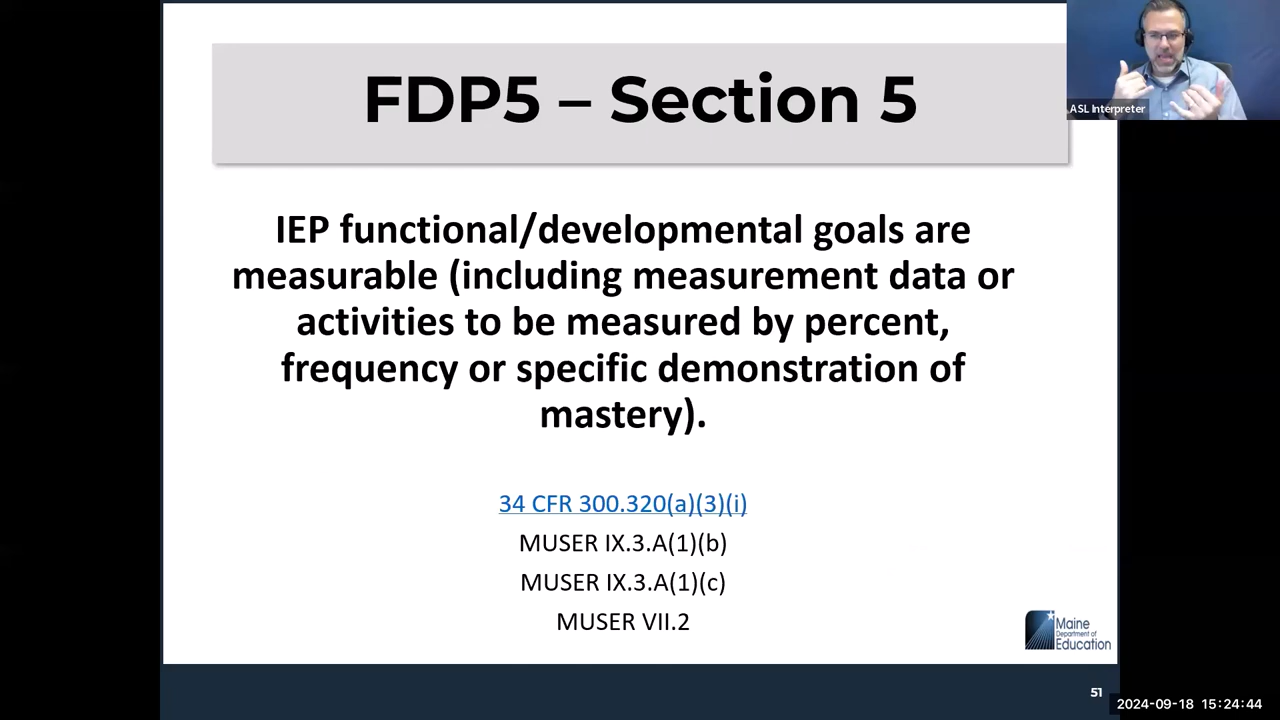 FDP5 – Section 5
ASL Interpreter
IEP functional/developmental goals are
measurable (including measurement data or
activities to be measured by percent,
frequency or specific demonstration of
mastery).
34 CFR 300.320(a)(3)(i)
MUSER IX.3.A(1)(b)
MUSER IX.3.A(1)(c)
MUSER VII.2
Maine
Department of
Education
51
2024-09-18 15:24:44